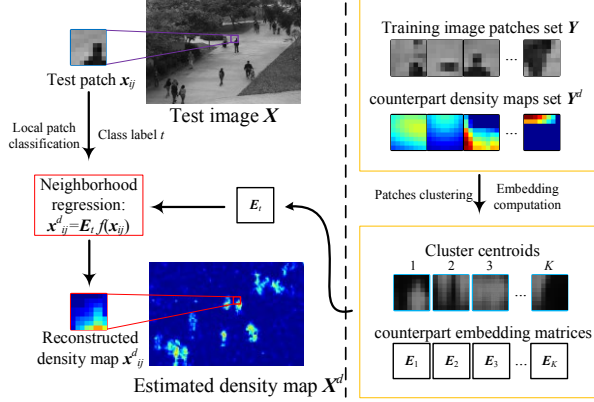 Test patch x_ij
Test image X
Local patch
classification
Class label t
Neighborhood
regression:
x^d_ij=E_t f(x_ij)
E_t
Reconstructed
density map x^d_ij
Estimated density map X^d
Training image patches set Y
...
counterpart density maps set Y^d
...
Patches clustering
Embedding
computation
Cluster centroids
1 2 3 K
...
counterpart embedding matrices
E_1 E_2 E_3 ... E_K